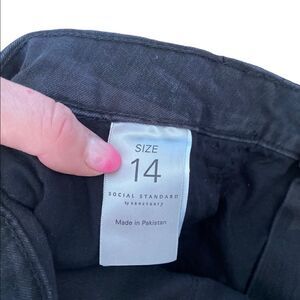 SIZE
14
SOCIAL STANDARD
by SANCTUARY
Made in Pakistan